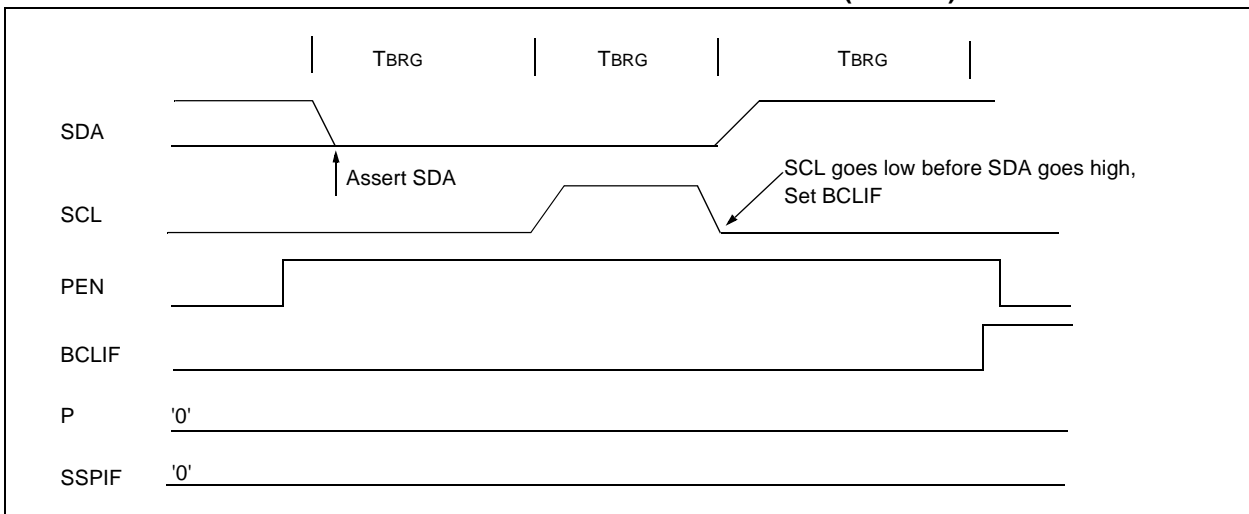 TBRG TBRG TBRG
SDA
Assert SDA
SCL goes low before SDA goes high,
Set BCLIF
SCL
PEN
BCLIF
P '0'
SSPIF '0'